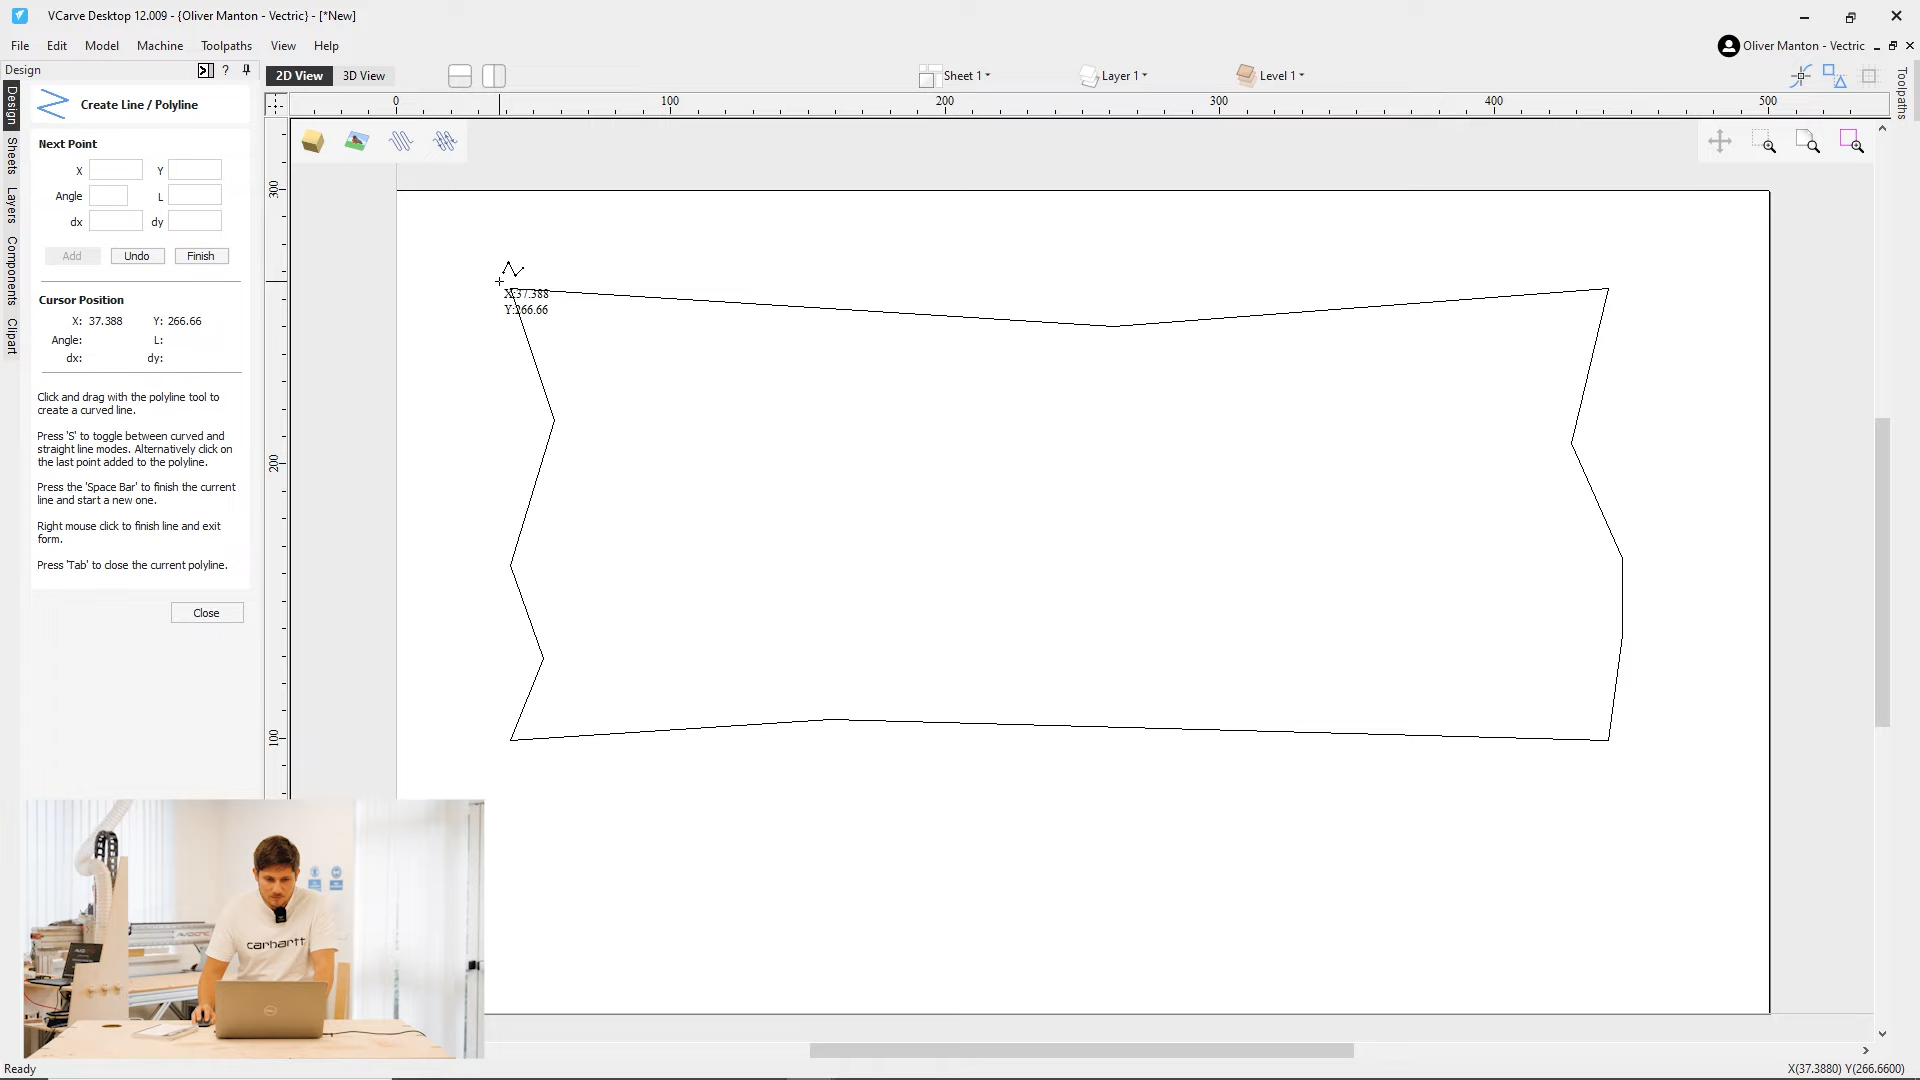 VCarve Desktop 12.009 - {Oliver Manton - Vectric} - [*New]
File Edit Model Machine Toolpaths View Help
Oliver Manton - Vectric
Design
?
2D View
3D View
Sheet 1
Layer 1
Level 1
Design
Sheets
Layers
Components
Clipart
Toolpaths
Create Line / Polyline
Next Point
X Y
Angle L
dx dy
Add Undo Finish
Cursor Position
X: 37.388 Y: 266.66
Angle: L:
dx: dy:
Click and drag with the polyline tool to
create a curved line.
Press 'S' to toggle between curved and
straight line modes. Alternatively click on
the last point added to the polyline.
Press the 'Space Bar' to finish the current
line and start a new one.
Right mouse click to finish line and exit
form.
Press 'Tab' to close the current polyline.
Close
0 100 200 300 400 500
300
200
100
X:37.388
Y:266.66
carhartt
DELL
Ready
X(37.3880) Y(266.6600)